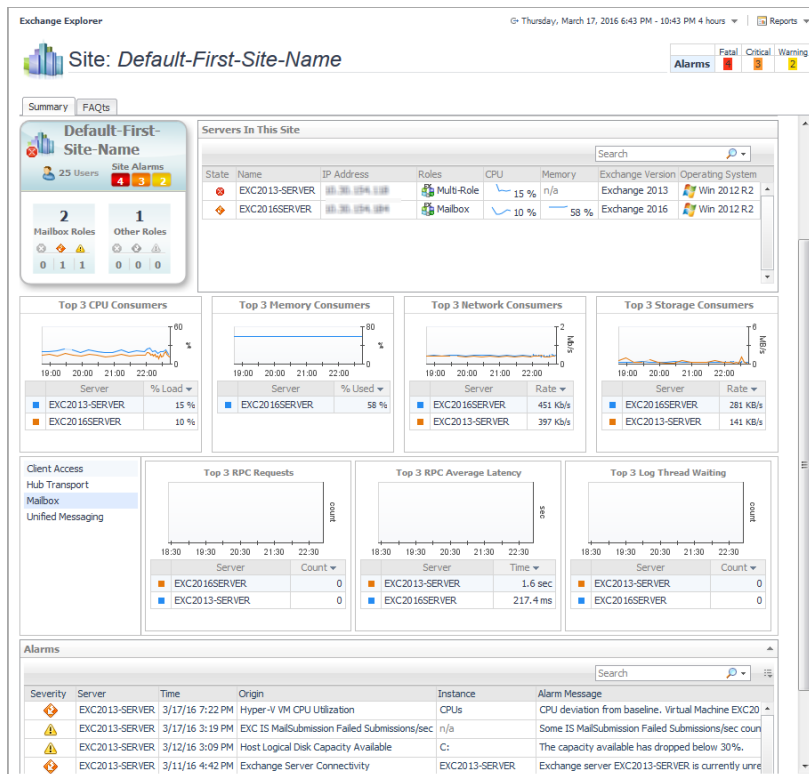 Exchange Explorer
Thursday, March 17, 2016 6:43 PM - 10:43 PM 4 hours
Reports
Site: Default-First-Site-Name
Fatal Critical Warning
Alarms 4 3 2
Summary FAQts
Default-First-Site-Name
25 Users
Site Alarms
4 3 2
2 1
Mailbox Roles Other Roles
0 1 1 0 0 0
Servers In This Site
Search
State Name IP Address Roles CPU Memory Exchange Version Operating System
EXC2013-SERVER Multi-Role 15 % n/a Exchange 2013 Win 2012 R2
EXC2016SERVER Mailbox 10 % 58 % Exchange 2016 Win 2012 R2
Top 3 CPU Consumers
60
%
0
19:00 20:00 21:00 22:00
Server % Load
EXC2013-SERVER 15 %
EXC2016SERVER 10 %
Top 3 Memory Consumers
80
%
0
19:00 20:00 21:00 22:00
Server % Used
EXC2016SERVER 58 %
Top 3 Network Consumers
2
Mb/s
0
19:00 20:00 21:00 22:00
Server Rate
EXC2016SERVER 451 Kb/s
EXC2013-SERVER 397 Kb/s
Top 3 Storage Consumers
6
MB/s
0
19:00 20:00 21:00 22:00
Server Rate
EXC2016SERVER 281 KB/s
EXC2013-SERVER 141 KB/s
Client Access
Hub Transport
Mailbox
Unified Messaging
Top 3 RPC Requests
count
18:30 19:30 20:30 21:30 22:30
Server Count
EXC2016SERVER 0
EXC2013-SERVER 0
Top 3 RPC Average Latency
sec
18:30 19:30 20:30 21:30 22:30
Server Time
EXC2013-SERVER 1.6 sec
EXC2016SERVER 217.4 ms
Top 3 Log Thread Waiting
count
18:30 19:30 20:30 21:30 22:30
Server Count
EXC2013-SERVER 0
EXC2016SERVER 0
Alarms
Search
Severity Server Time Origin Instance Alarm Message
EXC2013-SERVER 3/17/16 7:22 PM Hyper-V VM CPU Utilization CPUs CPU deviation from baseline. Virtual Machine EXC20
EXC2013-SERVER 3/17/16 3:19 PM EXC IS MailSubmission Failed Submissions/sec n/a Some IS MailSubmission Failed Submissions/sec coun
EXC2013-SERVER 3/12/16 3:09 PM Host Logical Disk Capacity Available C: The capacity available has dropped below 30%.
EXC2013-SERVER 3/11/16 4:42 PM Exchange Server Connectivity EXC2013-SERVER Exchange server EXC2013-SERVER is currently unre